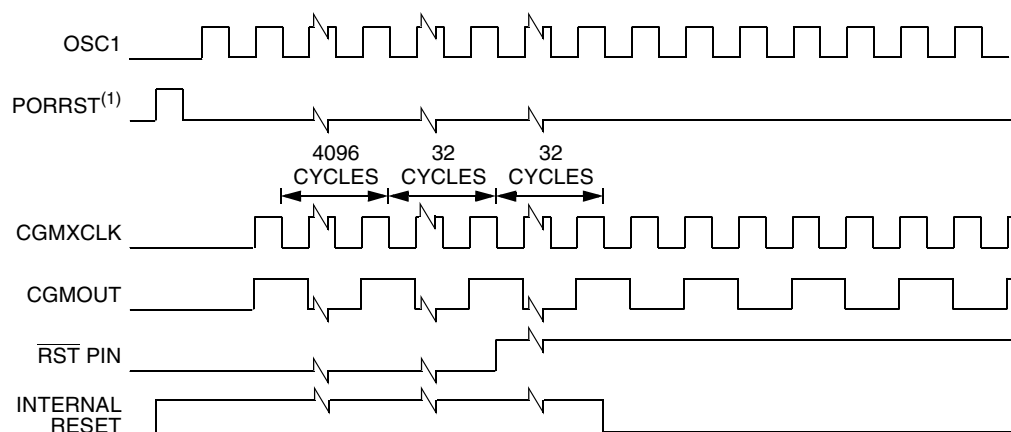 OSC1
PORRST(1)
4096
CYCLES
32
CYCLES
32
CYCLES
CGMXCLK
CGMOUT
RST PIN
INTERNAL
RESET